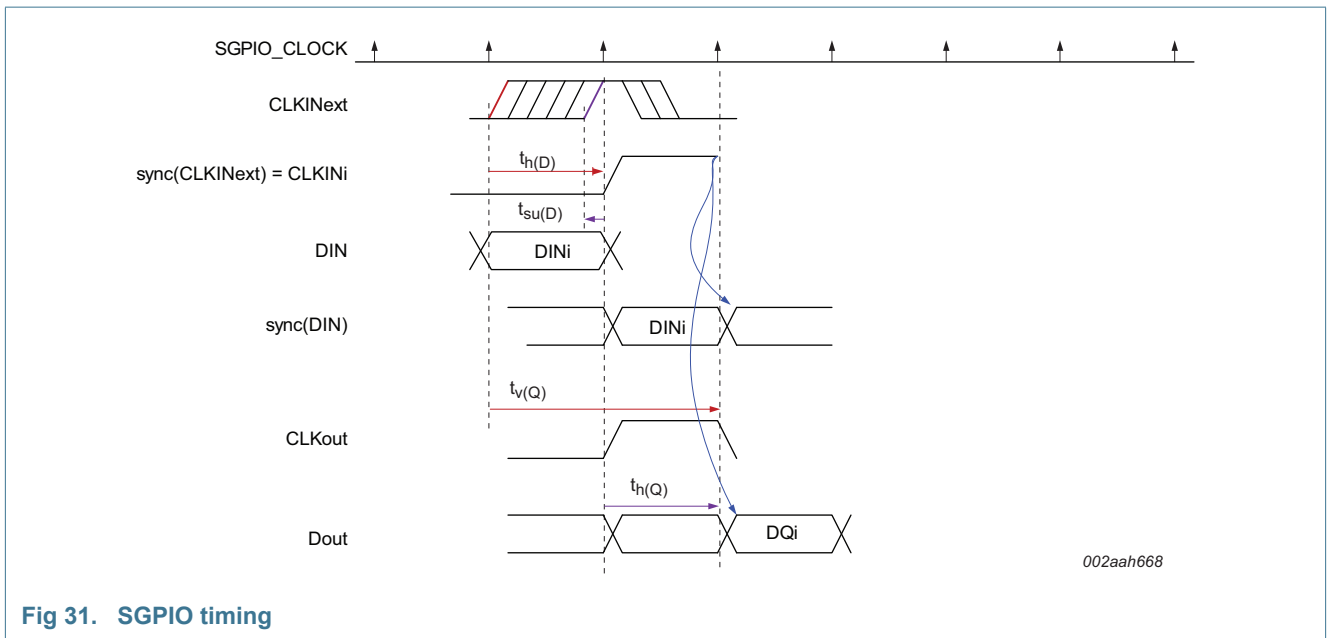 SGPIO_CLOCK
CLKINext
sync(CLKINext) = CLKINi
th(D)
tsu(D)
DIN
DINi
sync(DIN)
DINi
tv(Q)
CLKout
th(Q)
Dout
DQi
002aah668
Fig 31. SGPIO timing